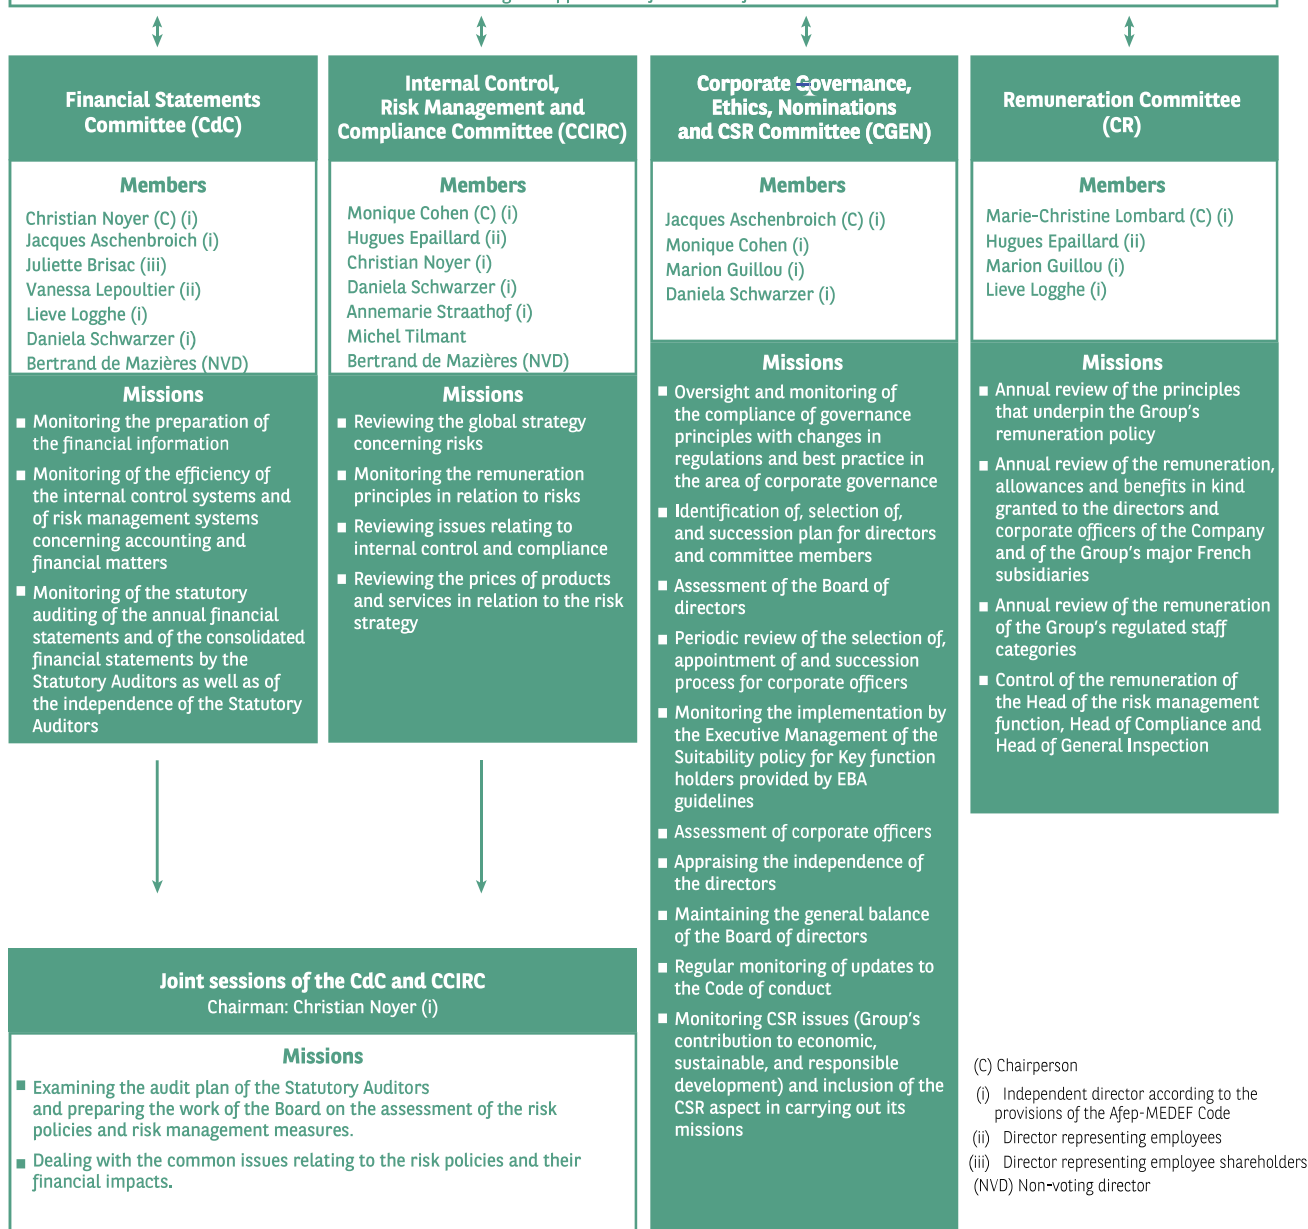 Financial Statements
Committee (CdC)
Members
Christian Noyer (C) (i)
Jacques Aschenbroich (i)
Juliette Brisac (iii)
Vanessa Lepoultier (ii)
Lieve Logghe (i)
Daniela Schwarzer (i)
Bertrand de Mazières (NVD)
Missions
■ Monitoring the preparation of
the financial information
■ Monitoring of the efficiency of
the internal control systems and
of risk management systems
concerning accounting and
financial matters
■ Monitoring of the statutory
auditing of the annual financial
statements and of the consolidated
financial statements by the
Statutory Auditors as well as of
the independence of the Statutory
Auditors
Internal Control,
Risk Management and
Compliance Committee (CCIRC)
Members
Monique Cohen (C) (i)
Hugues Epaillard (ii)
Christian Noyer (i)
Daniela Schwarzer (i)
Annemarie Straathof (i)
Michel Tilmant
Bertrand de Mazières (NVD)
Missions
■ Reviewing the global strategy
concerning risks
■ Monitoring the remuneration
principles in relation to risks
■ Reviewing issues relating to
internal control and compliance
■ Reviewing the prices of products
and services in relation to the risk
strategy
Corporate Governance,
Ethics, Nominations
and CSR Committee (CGEN)
Members
Jacques Aschenbroich (C) (i)
Monique Cohen (i)
Marion Guillou (i)
Daniela Schwarzer (i)
Missions
■ Oversight and monitoring of
the compliance of governance
principles with changes in
regulations and best practice in
the area of corporate governance
■ Identification of, selection of,
and succession plan for directors
and committee members
■ Assessment of the Board of
directors
■ Periodic review of the selection of,
appointment of and succession
process for corporate officers
■ Monitoring the implementation by
the Executive Management of the
Suitability policy for Key function
holders provided by EBA
guidelines
■ Assessment of corporate officers
■ Appraising the independence of
the directors
■ Maintaining the general balance
of the Board of directors
■ Regular monitoring of updates to
the Code of conduct
■ Monitoring CSR issues (Group's
contribution to economic,
sustainable, and responsible
development) and inclusion of the
CSR aspect in carrying out its
missions
Remuneration Committee
(CR)
Members
Marie-Christine Lombard (C) (i)
Hugues Epaillard (ii)
Marion Guillou (i)
Lieve Logghe (i)
Missions
■ Annual review of the principles
that underpin the Group's
remuneration policy
■ Annual review of the remuneration,
allowances and benefits in kind
granted to the directors and
corporate officers of the Company
and of the Group's major French
subsidiaries
■ Annual review of the remuneration
of the Group's regulated staff
categories
■ Control of the remuneration of
the Head of the risk management
function, Head of Compliance and
Head of General Inspection
Joint sessions of the CdC and CCIRC
Chairman: Christian Noyer (i)
Missions
■ Examining the audit plan of the Statutory Auditors
and preparing the work of the Board on the assessment of the risk
policies and risk management measures.
■ Dealing with the common issues relating to the risk policies and their
financial impacts.
(C) Chairperson
(i) Independent director according to the
provisions of the Afep-MEDEF Code
(ii) Director representing employees
(iii) Director representing employee shareholders
(NVD) Non-voting director